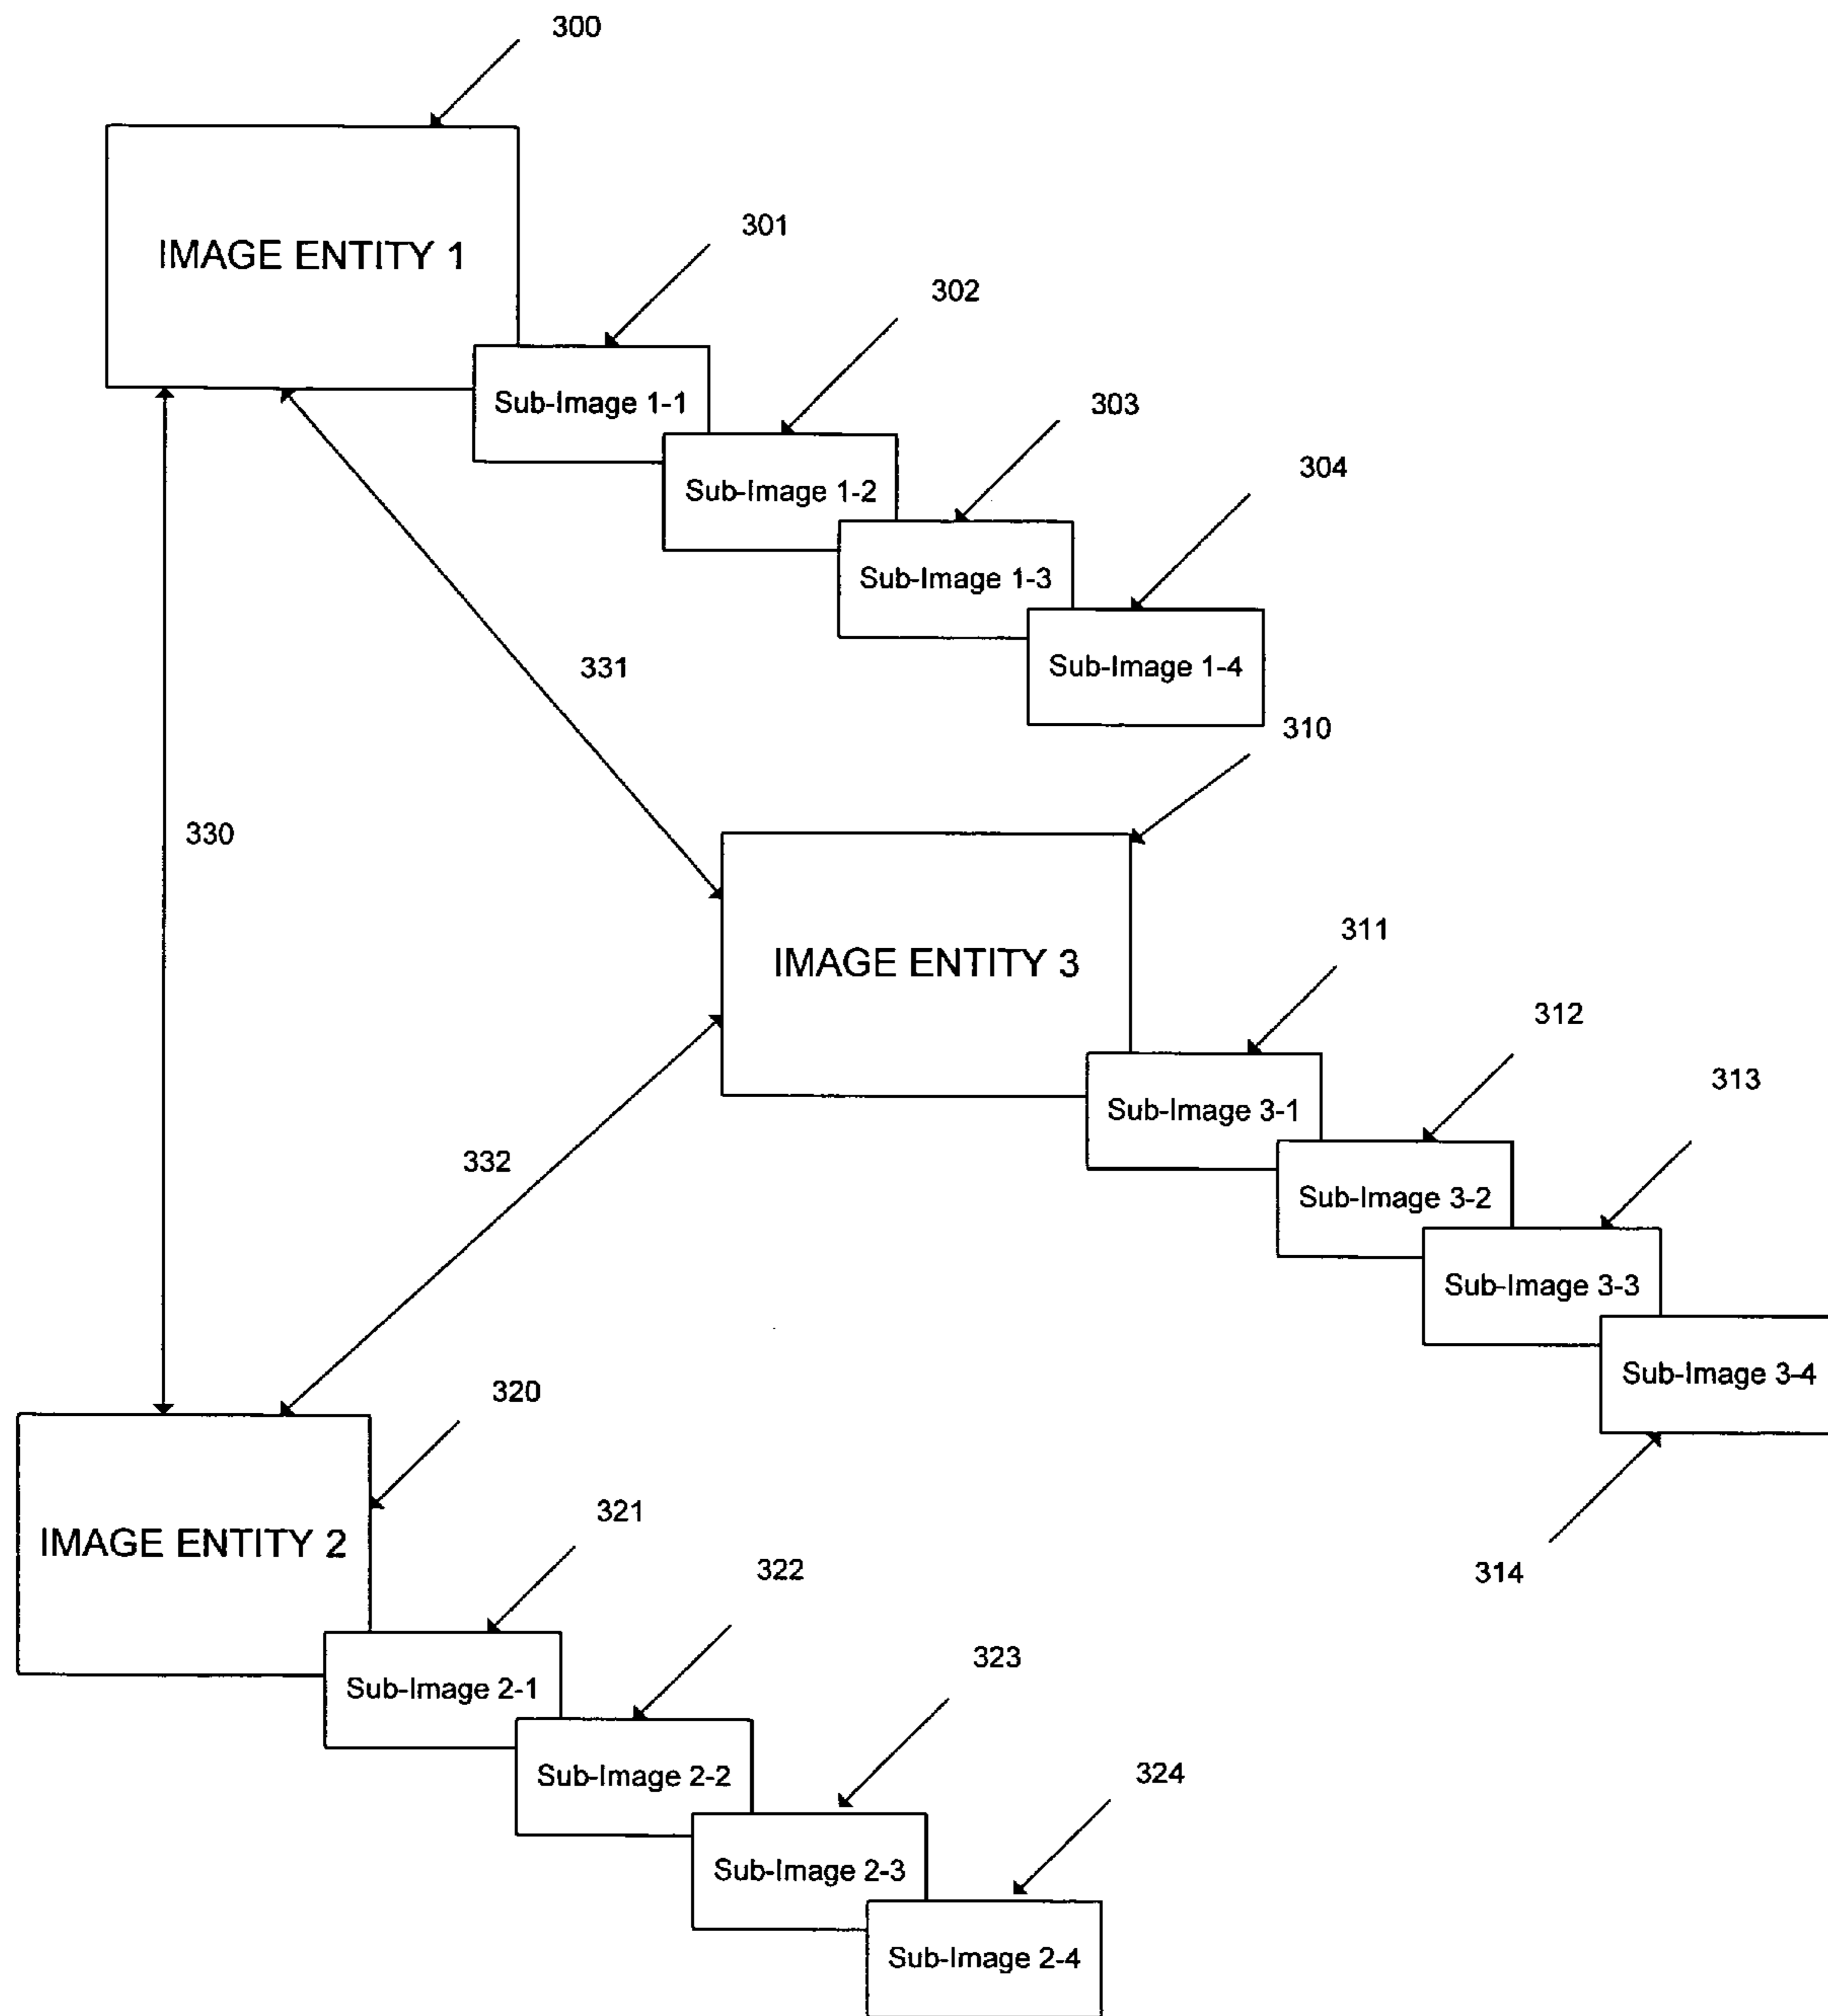 300
IMAGE ENTITY 1
301
Sub-Image 1-1
302
Sub-Image 1-2
303
Sub-Image 1-3
304
Sub-Image 1-4
331
330
310
IMAGE ENTITY 3
311
Sub-Image 3-1
312
Sub-Image 3-2
313
Sub-Image 3-3
Sub-Image 3-4
314
332
320
IMAGE ENTITY 2
321
Sub-Image 2-1
322
Sub-Image 2-2
323
Sub-Image 2-3
324
Sub-Image 2-4